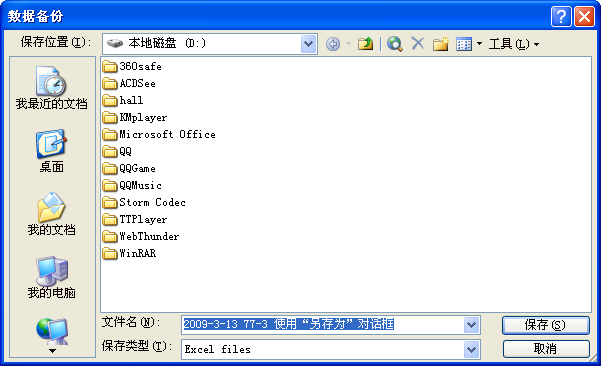 数据备份
保存位置(I):
本地磁盘 (D:)
工具(L)
我最近的文档
桌面
我的文档
我的电脑
360safe
ACDSee
hall
KMplayer
Microsoft Office
QQ
QQGame
QQMusic
Storm Codec
TTPlayer
WebThunder
WinRAR
文件名(N):
2009-3-13 77-3 使用“另存为”对话框
保存(S)
保存类型(T):
Excel files
取消